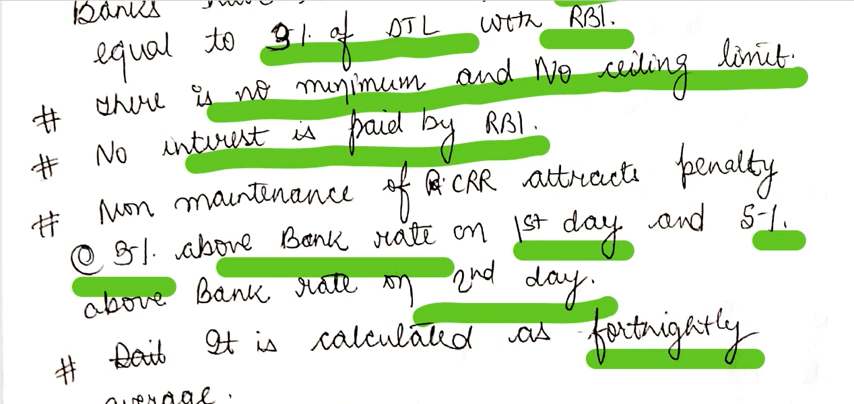 Banks
equal to 3% of DTL with RBI.
# There is no minimum and No ceiling limit.
# No interest is paid by RBI.
# Non maintenance of CRR attracts penalty
@ 3% above Bank rate on 1st day and 5%
above Bank rate on 2nd day.
# It is calculated as fortnightly
average.